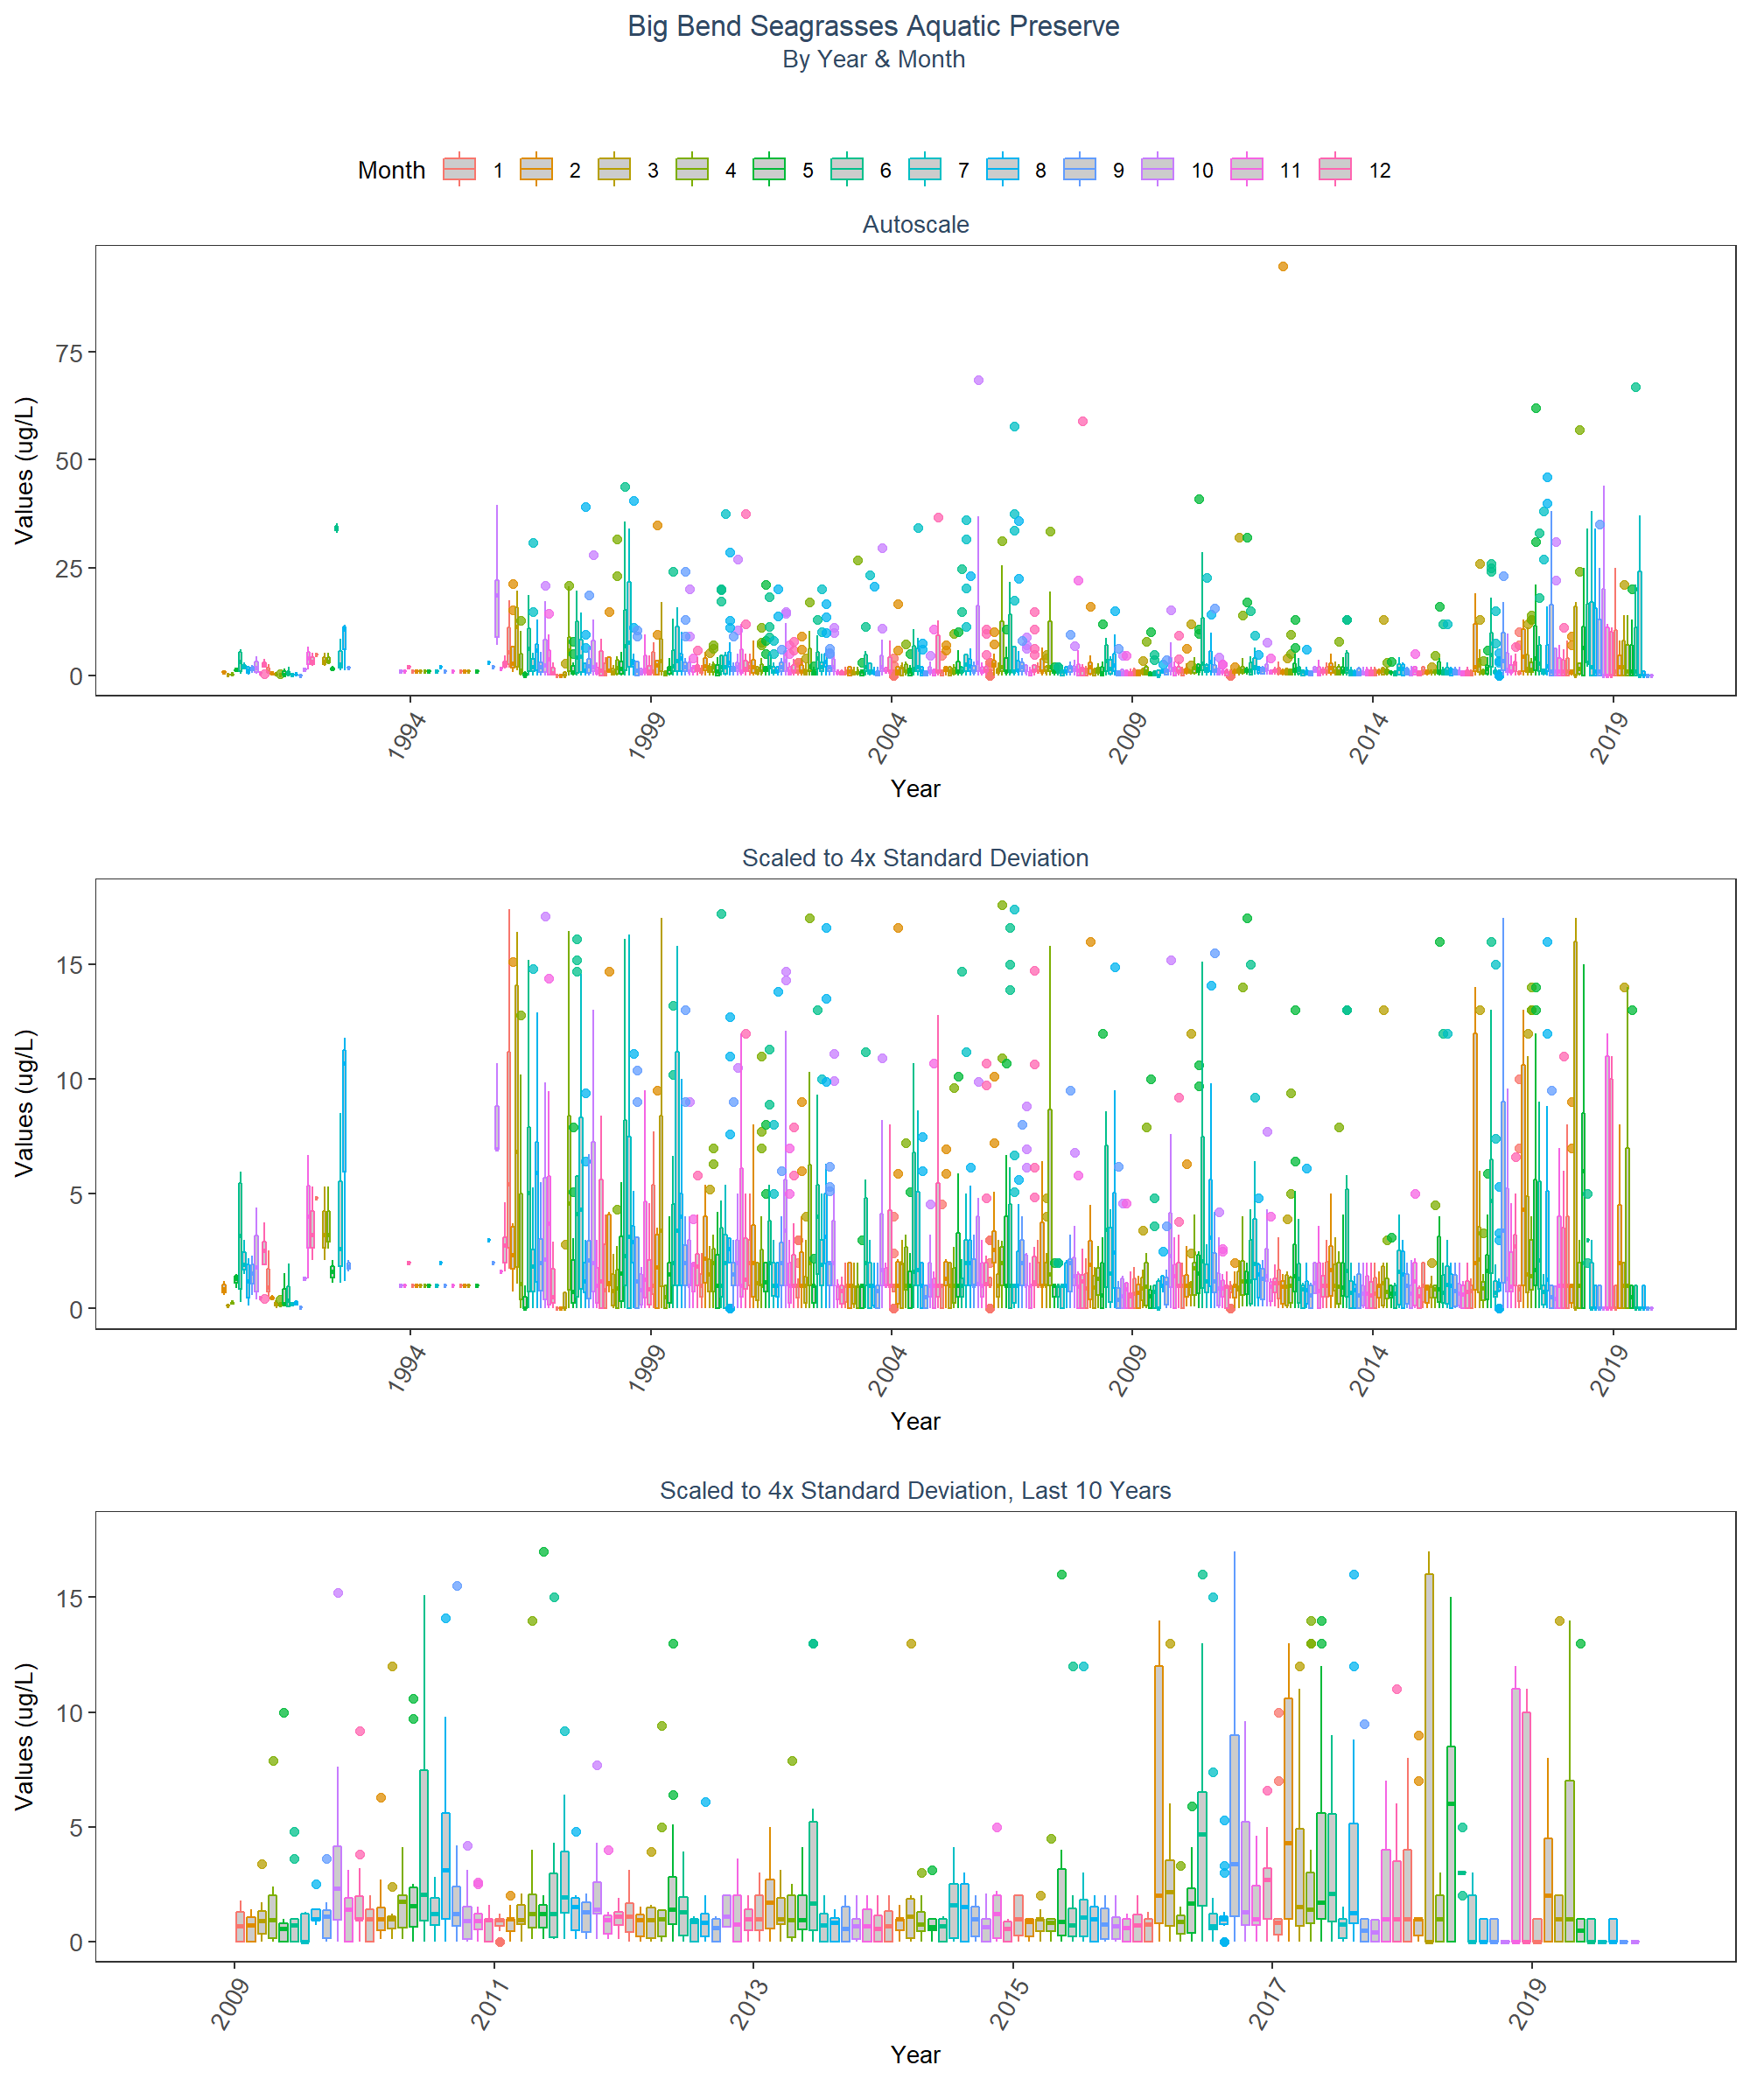 Big Bend Seagrasses Aquatic Preserve
By Year & Month
Month 1 2 3 4 5 6 7 8 9 10 11 12
Autoscale
Values (ug/L)
75
50
25
0
1994 1999 2004 2009 2014 2019
Year
Scaled to 4x Standard Deviation
Values (ug/L)
15
10
5
0
1994 1999 2004 2009 2014 2019
Year
Scaled to 4x Standard Deviation, Last 10 Years
Values (ug/L)
15
10
5
0
2009 2011 2013 2015 2017 2019
Year